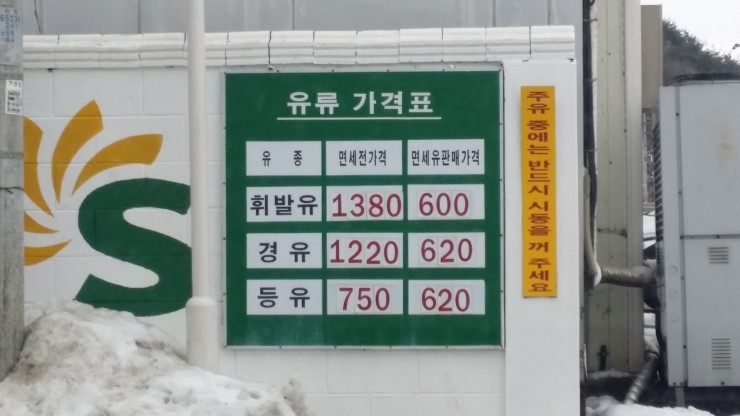 유류 가격표
유종 면세전가격 면세유판매가격
휘발유 1380 600
경유 1220 620
등유 750 620
주유 중에는 반드시 시동을 꺼 주세요
S